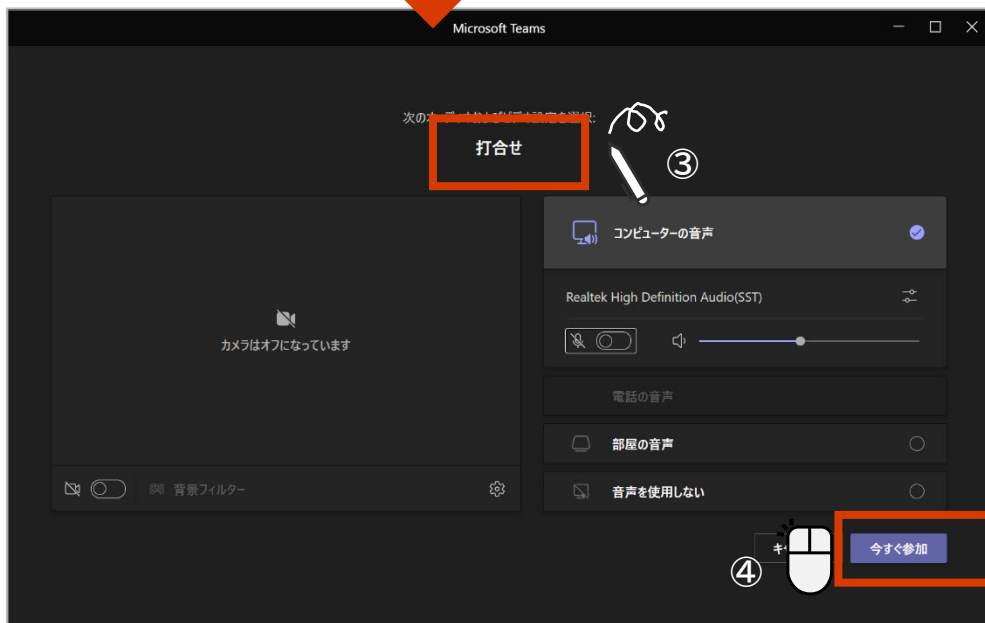 Microsoft Teams
打合せ
③
コンピューターの音声
Realtek High Definition Audio(SST)
カメラはオフになっています
電話の音声
部屋の音声
背景フィルター
音声を使用しない
今すぐ参加
④